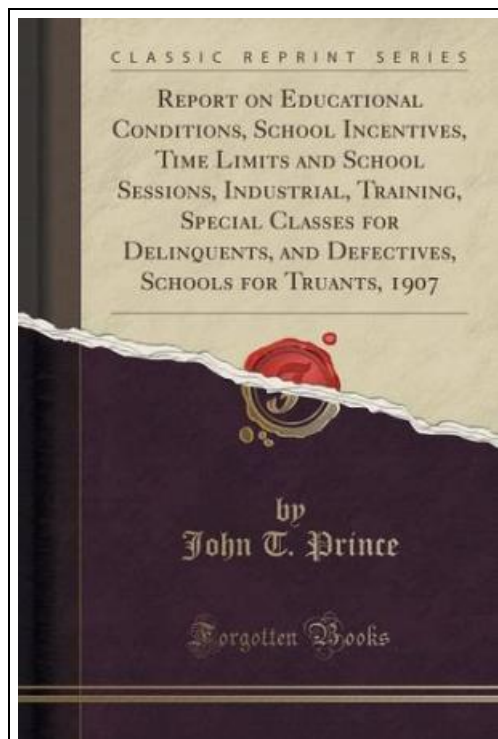 CLASSIC REPRINT SERIES
REPORT ON EDUCATIONAL
CONDITIONS, SCHOOL INCENTIVES,
TIME LIMITS AND SCHOOL
SESSIONS, INDUSTRIAL, TRAINING,
SPECIAL CLASSES FOR
DELINQUENTS, AND DEFECTIVES,
SCHOOLS FOR TRUANTS, 1907
by
John T. Prince
Forgotten Books